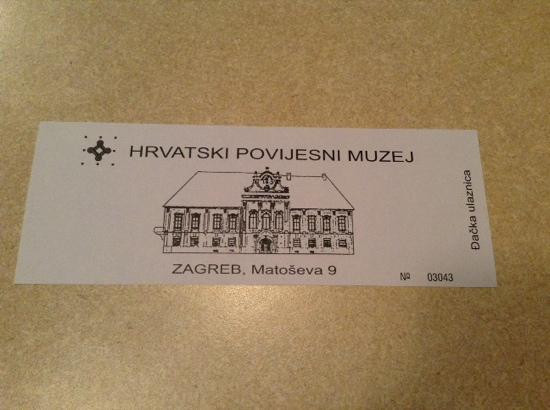 HRVATSKI POVIJESNI MUZEJ
ZAGREB, Matoševa 9
Nº 03043
Đačka ulaznica